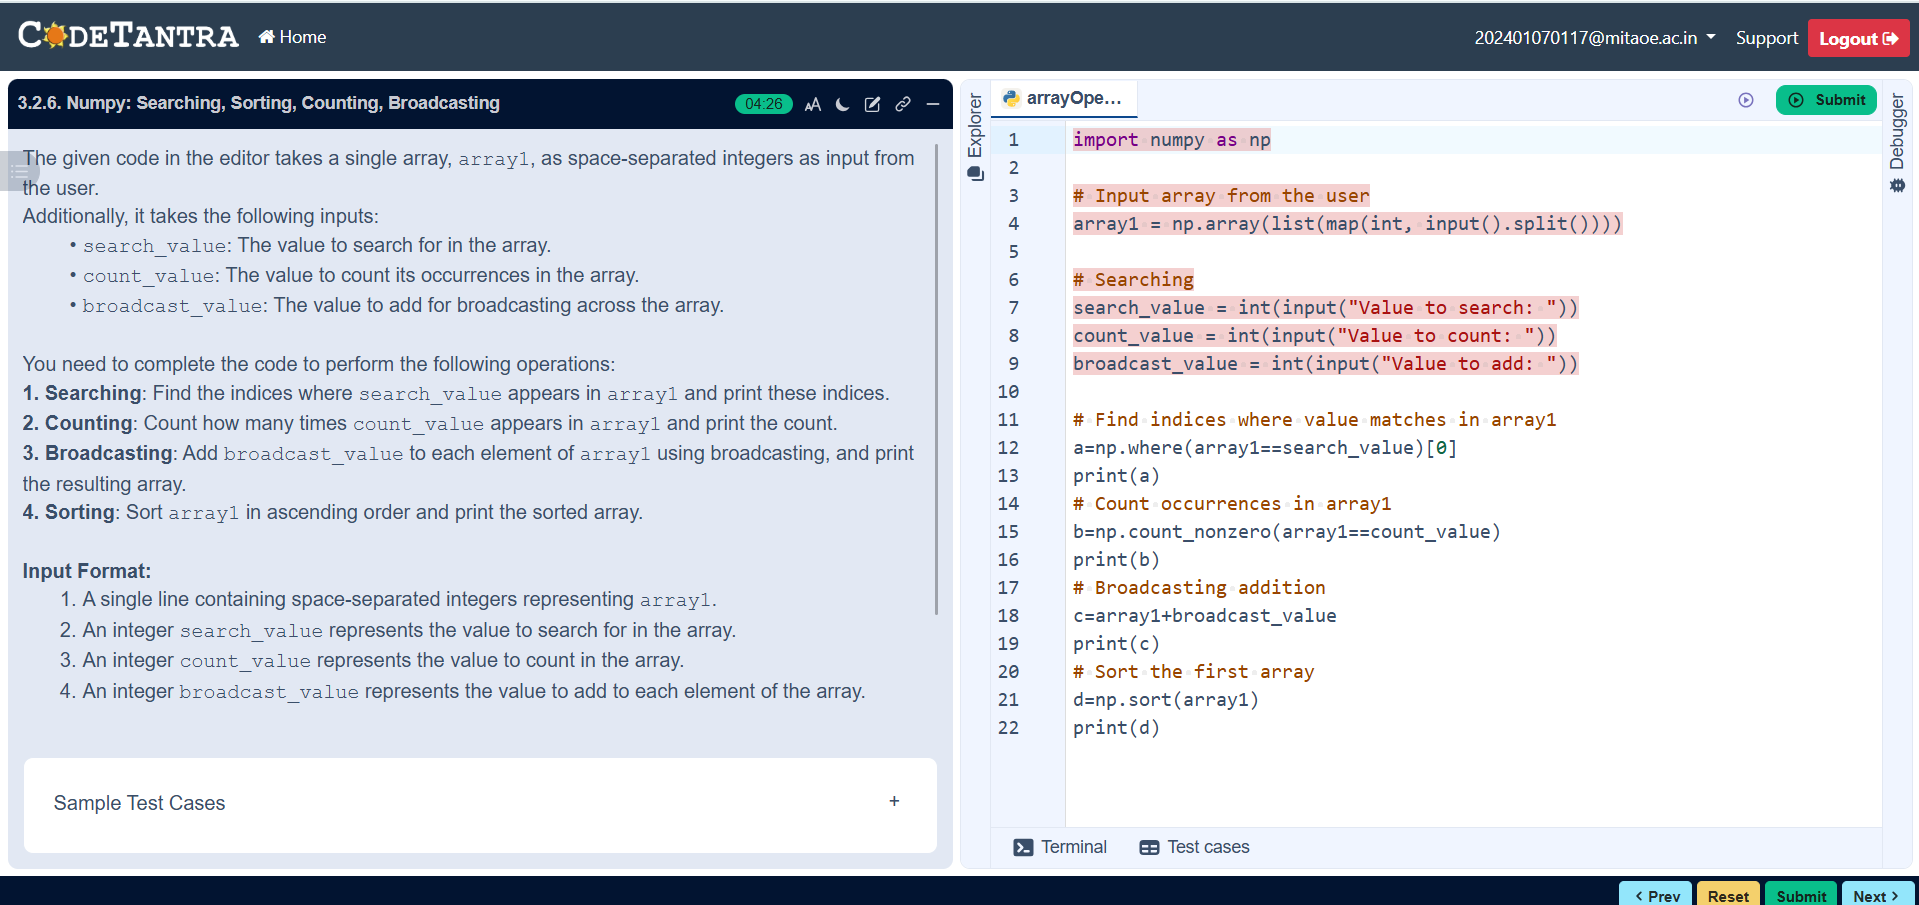 CODETANTRA Home 202401070117@mitaoe.ac.in Support Logout
3.2.6. Numpy: Searching, Sorting, Counting, Broadcasting 04:26 AA
The given code in the editor takes a single array, array1, as space-separated integers as input from
the user.
Additionally, it takes the following inputs:
• search_value: The value to search for in the array.
• count_value: The value to count its occurrences in the array.
• broadcast_value: The value to add for broadcasting across the array.
You need to complete the code to perform the following operations:
1. Searching: Find the indices where search_value appears in array1 and print these indices.
2. Counting: Count how many times count_value appears in array1 and print the count.
3. Broadcasting: Add broadcast_value to each element of array1 using broadcasting, and print
the resulting array.
4. Sorting: Sort array1 in ascending order and print the sorted array.
Input Format:
1. A single line containing space-separated integers representing array1.
2. An integer search_value represents the value to search for in the array.
3. An integer count_value represents the value to count in the array.
4. An integer broadcast_value represents the value to add to each element of the array.
Sample Test Cases +
Explorer
arrayOpe...
Submit
Debugger
1 import numpy as np
2
3 # Input array from the user
4 array1 = np.array(list(map(int, input().split())))
5
6 # Searching
7 search_value = int(input("Value to search: "))
8 count_value = int(input("Value to count: "))
9 broadcast_value = int(input("Value to add: "))
10
11 # Find indices where value matches in array1
12 a=np.where(array1==search_value)[0]
13 print(a)
14 # Count occurrences in array1
15 b=np.count_nonzero(array1==count_value)
16 print(b)
17 # Broadcasting addition
18 c=array1+broadcast_value
19 print(c)
20 # Sort the first array
21 d=np.sort(array1)
22 print(d)
Terminal Test cases
< Prev Reset Submit Next >